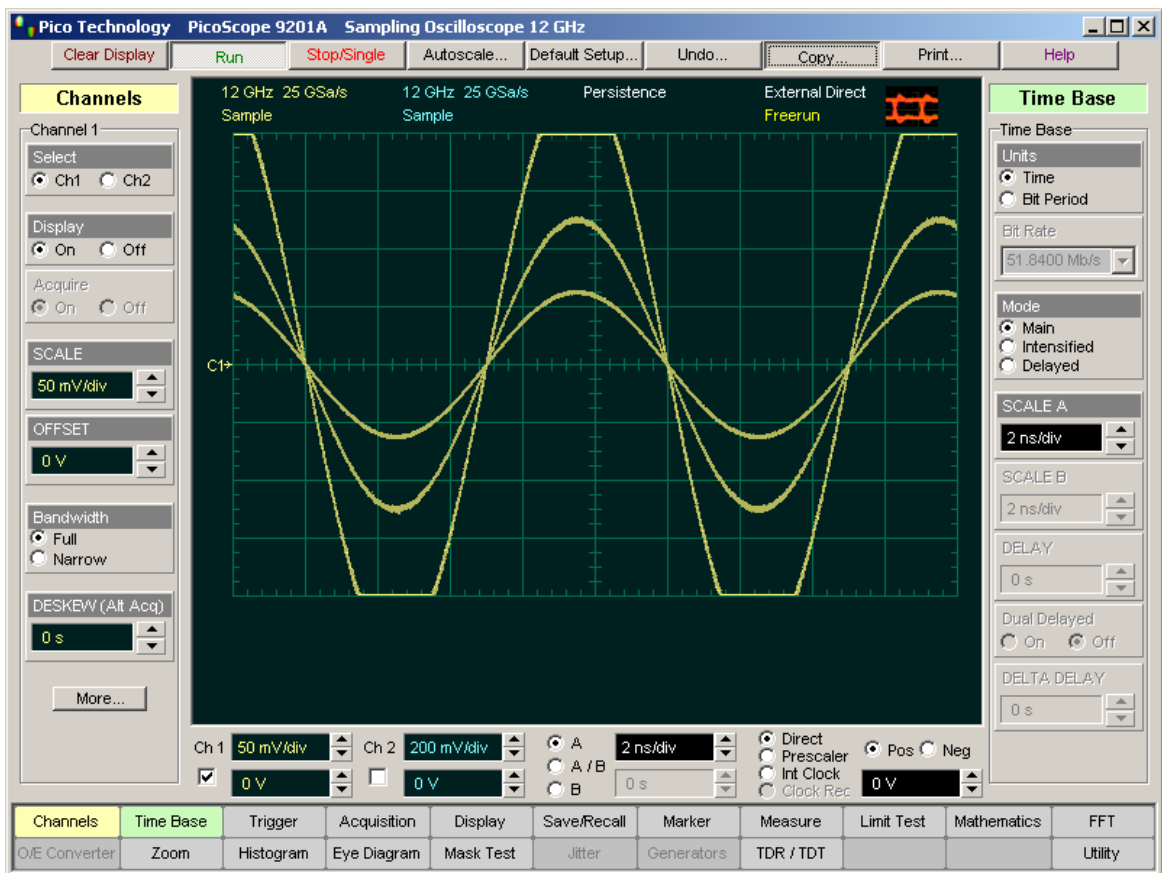 Pico Technology PicoScope 9201A Sampling Oscilloscope 12 GHz
Clear Display Run Stop/Single Autoscale... Default Setup... Undo... Copy... Print... Help
Channels
Channel 1
Select
Ch1 Ch2
Display
On Off
Acquire
On Off
SCALE
50 mV/div
OFFSET
0 V
Bandwidth
Full
Narrow
DESKEW (Alt Acq)
0 s
More...
12 GHz 25 GSa/s 12 GHz 25 GSa/s Persistence External Direct
Sample Sample Freerun
C1
Time Base
Time Base
Units
Time
Bit Period
Bit Rate
51.8400 Mb/s
Mode
Main
Intensified
Delayed
SCALE A
2 ns/div
SCALE B
2 ns/div
DELAY
0 s
Dual Delayed
On Off
DELTA DELAY
0 s
Ch 1 50 mV/div Ch 2 200 mV/div A 2 ns/div Direct
Prescaler Pos Neg
A / B
0 V 0 V B 0 s Int Clock 0 V
Clock Rec
Channels Time Base Trigger Acquisition Display Save/Recall Marker Measure Limit Test Mathematics FFT
O/E Converter Zoom Histogram Eye Diagram Mask Test Jitter Generators TDR / TDT Utility